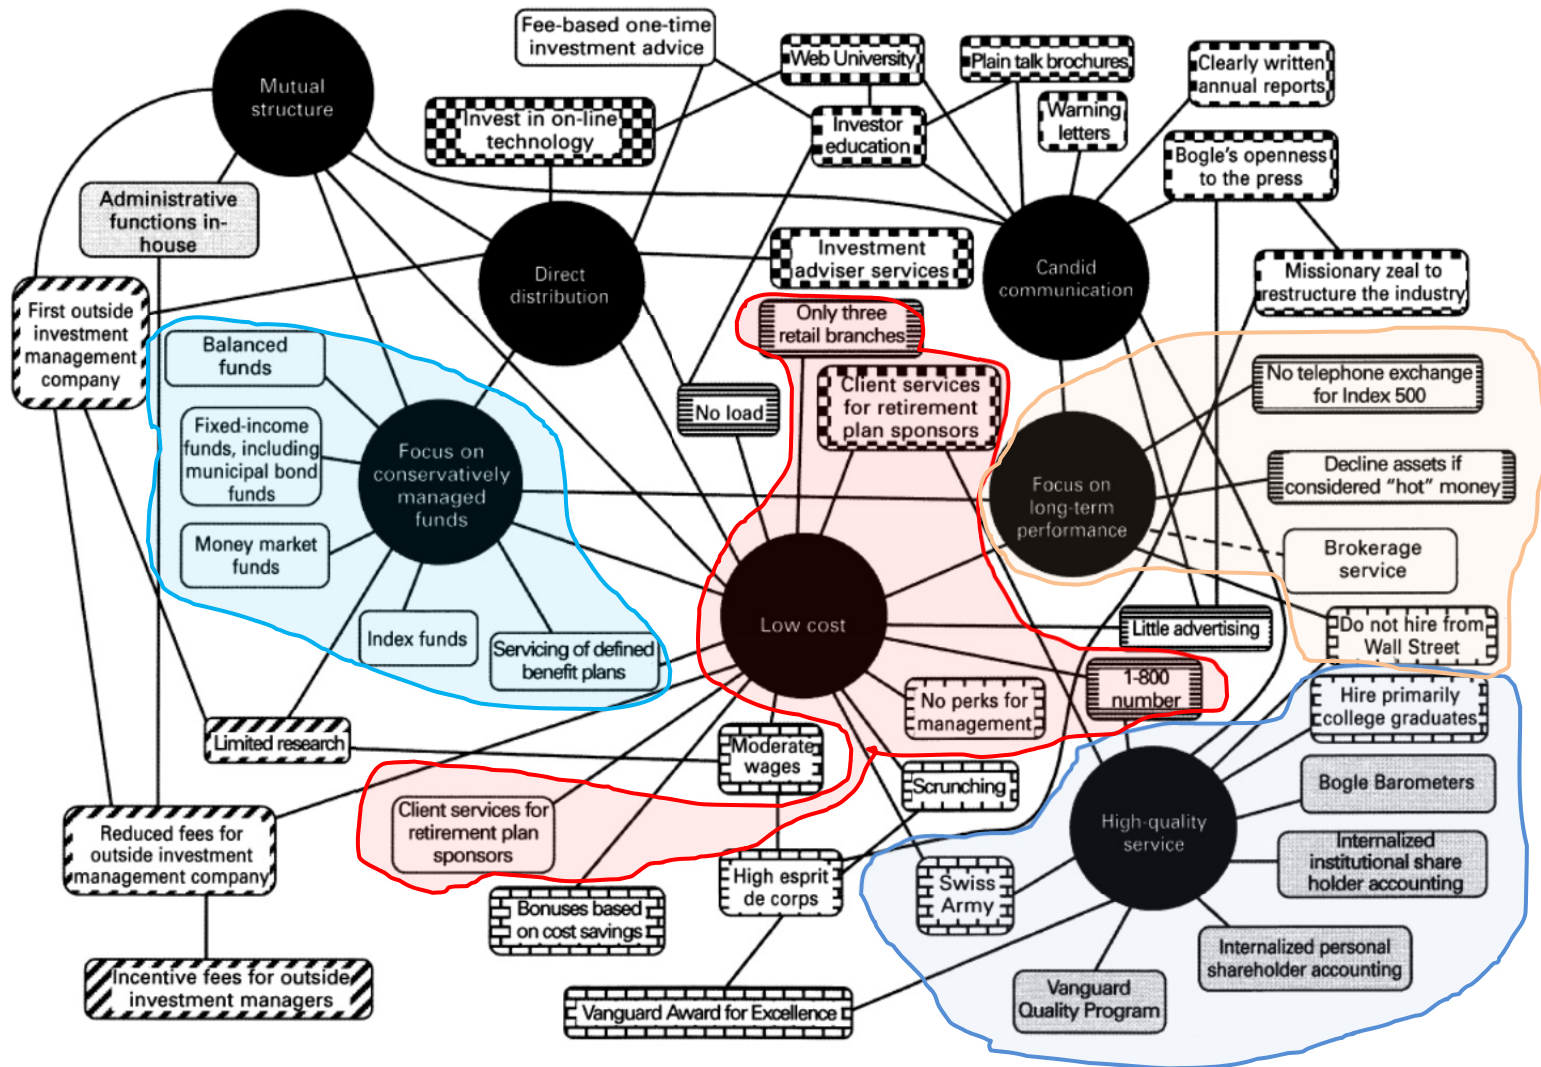 Mutual
structure
Fee-based one-time
investment advice
Web University
Plain talk brochures
Clearly written
annual reports
Invest in on-line
technology
Investor
education
Warning
letters
Bogle's openness
to the press
Administrative
functions in-
house
Direct
distribution
Investment
adviser services
Candid
communication
Missionary zeal to
restructure the industry
First outside
investment
management
company
Only three
retail branches
Balanced
funds
No load
Client services
for retirement
plan sponsors
No telephone exchange
for Index 500
Fixed-income
funds, including
municipal bond
funds
Focus on
conservatively
managed
funds
Focus on
long-term
performance
Decline assets if
considered "hot" money
Money market
funds
Brokerage
service
Index funds
Servicing of defined
benefit plans
Low cost
Little advertising
Do not hire from
Wall Street
1-800
number
No perks for
management
Hire primarily
college graduates
Limited research
Moderate
wages
Scrunching
Bogle Barometers
Client services for
retirement plan
sponsors
Reduced fees for
outside investment
management company
High-quality
service
Internalized
institutional share
holder accounting
High esprit
de corps
Swiss
Army
Bonuses based
on cost savings
Internalized personal
shareholder accounting
Incentive fees for outside
investment managers
Vanguard Award for Excellence
Vanguard
Quality Program